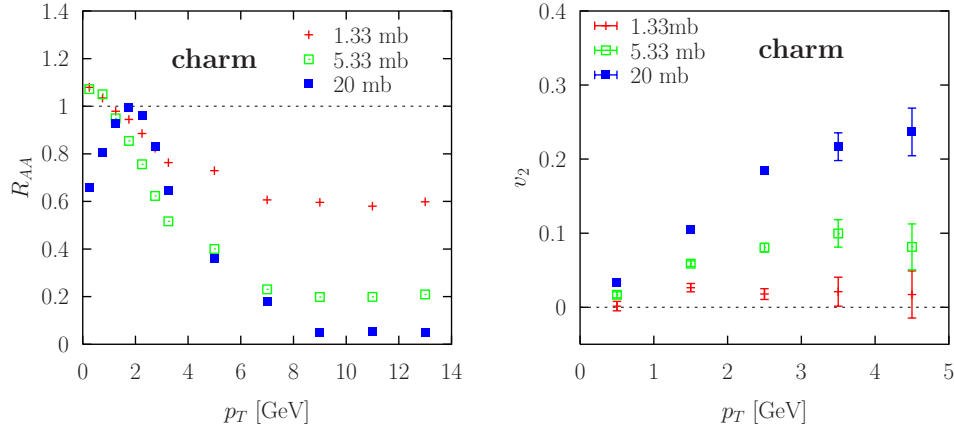 charm
1.33 mb
5.33 mb
20 mb
1.4
1.2
1
0.8
0.6
0.4
0.2
0
R_AA
0 2 4 6 8 10 12 14
p_T [GeV]
charm
1.33mb
5.33 mb
20 mb
0.4
0.3
0.2
0.1
0
v_2
0 1 2 3 4 5
p_T [GeV]